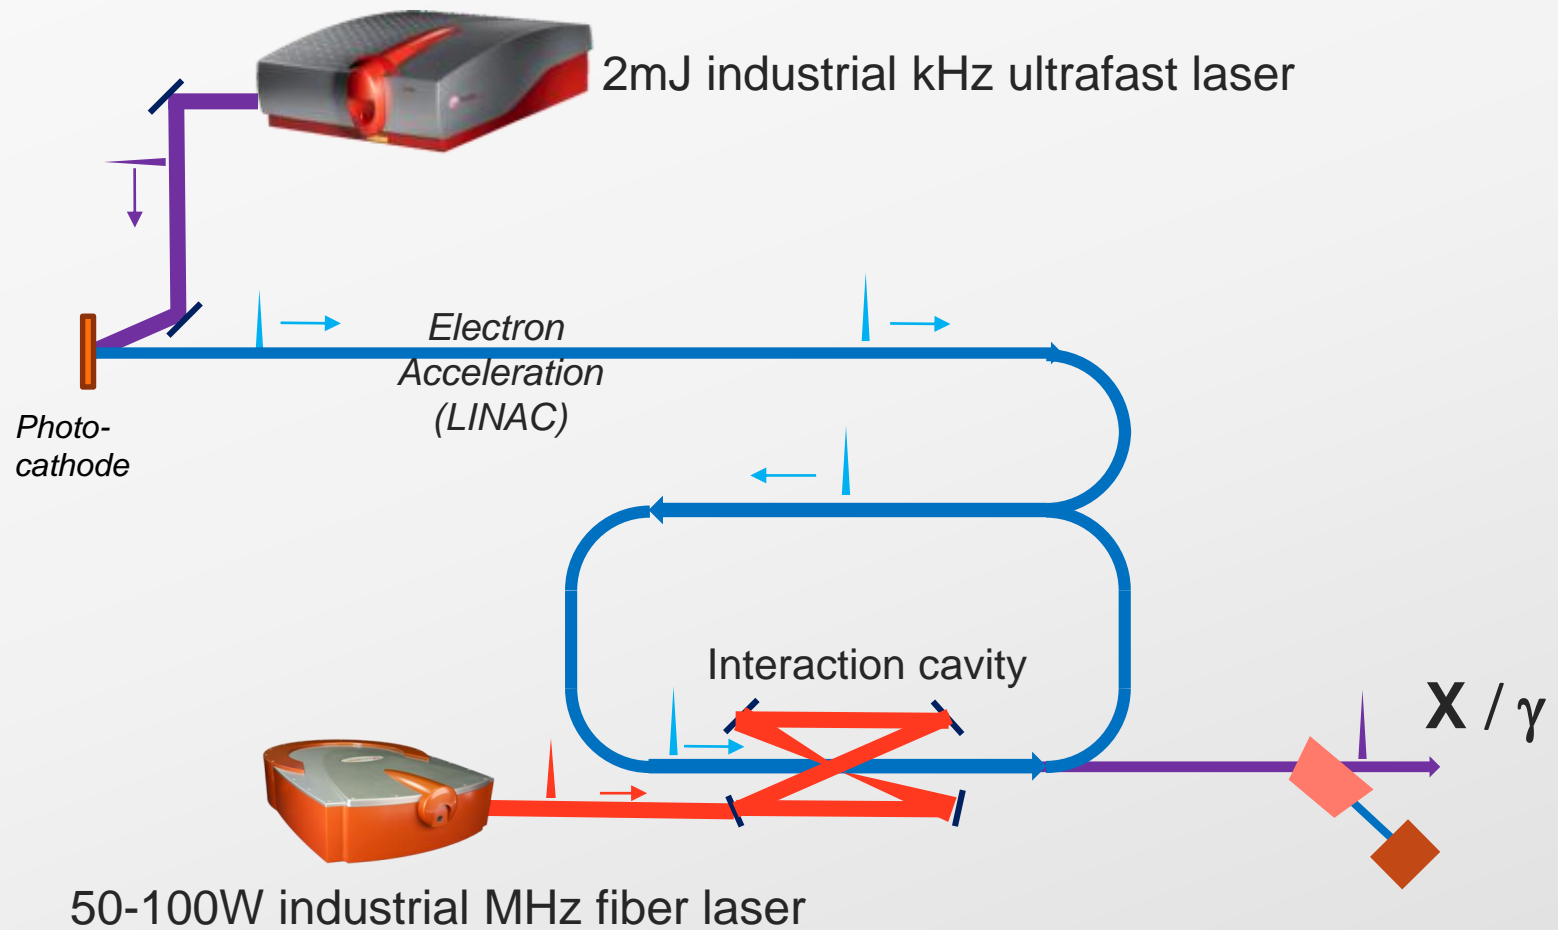 2mJ industrial kHz ultrafast laser
Electron
Acceleration
(LINAC)
Photo-
cathode
Interaction cavity
X / γ
50-100W industrial MHz fiber laser